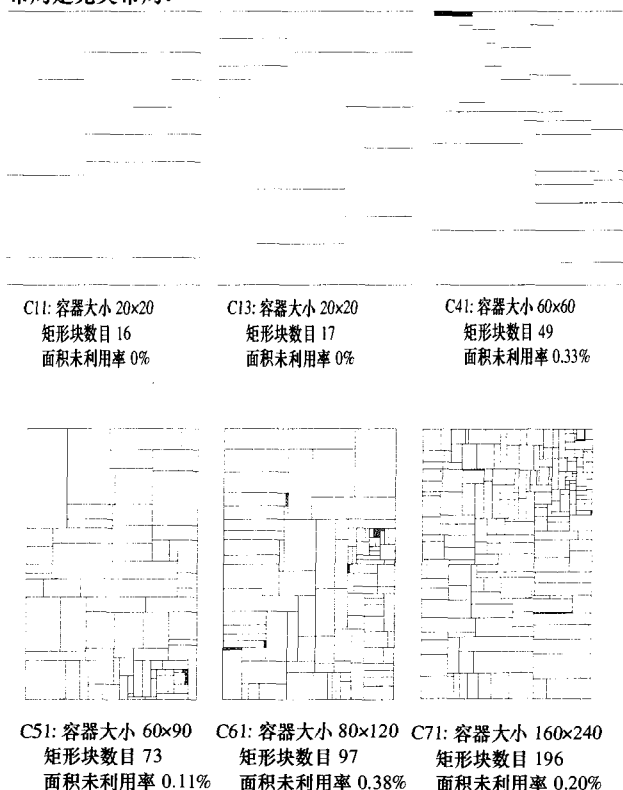 C11: 容器大小 20×20
矩形块数目 16
面积未利用率 0%
C13: 容器大小 20×20
矩形块数目 17
面积未利用率 0%
C41: 容器大小 60×60
矩形块数目 49
面积未利用率 0.33%
C51: 容器大小 60×90
矩形块数目 73
面积未利用率 0.11%
C61: 容器大小 80×120
矩形块数目 97
面积未利用率 0.38%
C71: 容器大小 160×240
矩形块数目 196
面积未利用率 0.20%